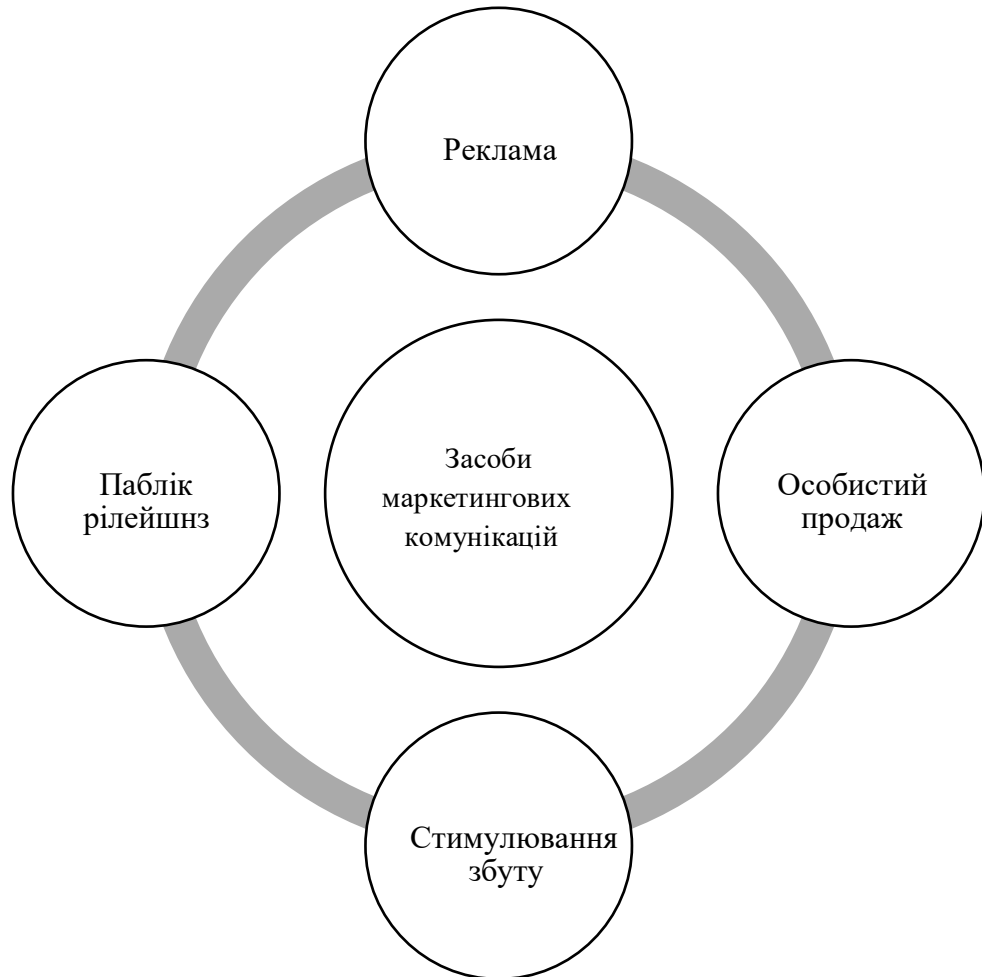 Реклама
Паблік
рілейшнз
Засоби
маркетингових
комунікацій
Особистий
продаж
Стимулювання
збуту